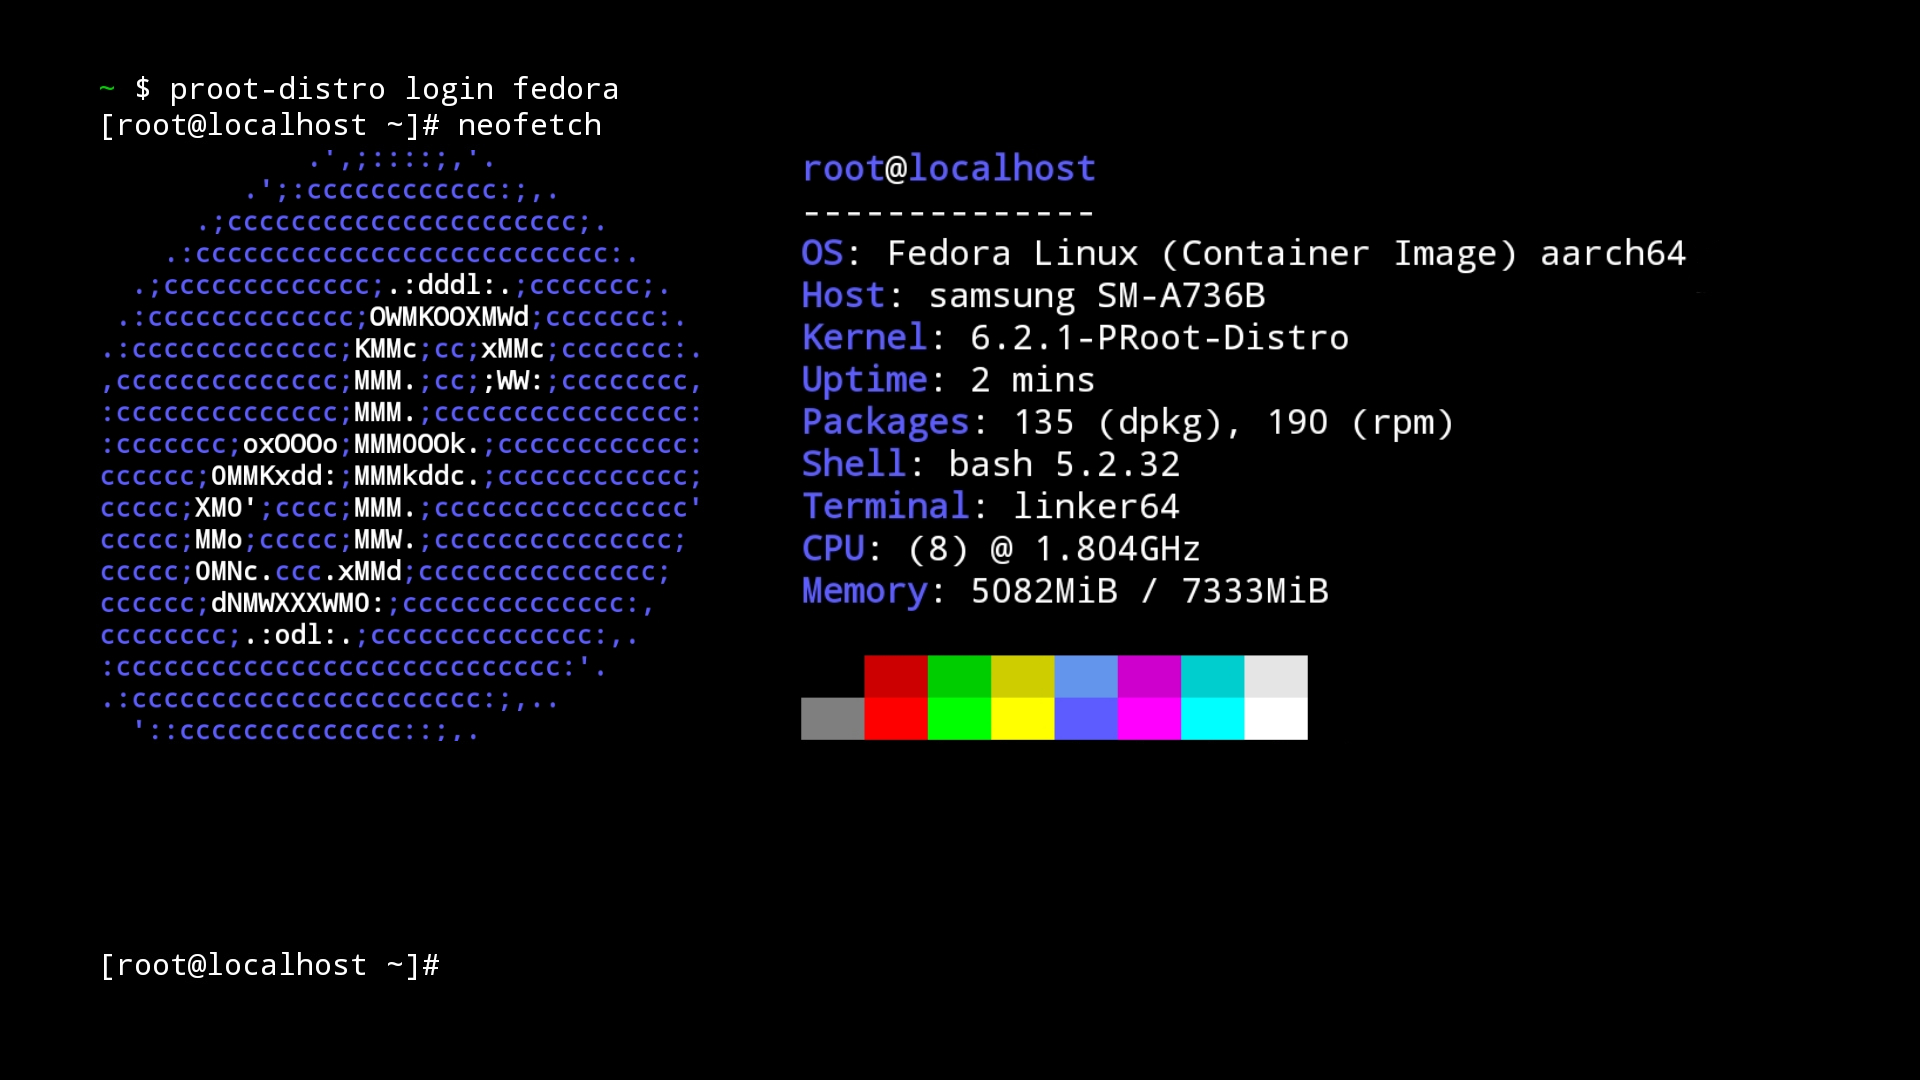 ~ $ proot-distro login fedora
[root@localhost ~]# neofetch
             .',;::::;,'.
         .';:cccccccccccc:;,.
      .;cccccccccccccccccccccc;.
    .:cccccccccccccccccccccccccc:.
  .;ccccccccccccc;.:dddl:.;ccccccc;.
 .:ccccccccccccc;OWMKOOXMWd;ccccccc:.
.:ccccccccccccc;KMMc;cc;xMMc;ccccccc:.
,cccccccccccccc;MMM.;cc;;WW:;cccccccc,
:cccccccccccccc;MMM.;cccccccccccccccc:
:ccccccc;oxOOOo;MMMOOOk.;cccccccccccc:
cccccc;OMMKxdd:;MMMkddc.;cccccccccccc;
ccccc;XMO';cccc;MMM.;cccccccccccccccc'
ccccc;MMo;ccccc;MMW.;ccccccccccccccc;
ccccc;OMNc.ccc.xMMd;ccccccccccccccc;
cccccc;dNMWXXXWMO:;cccccccccccccc:,
cccccccc;.:odl:.;cccccccccccccc:,.
:cccccccccccccccccccccccccccc:'.
.:cccccccccccccccccccccc:;,..
  '::cccccccccccccc::;,.
root@localhost
--------------
OS: Fedora Linux (Container Image) aarch64
Host: samsung SM-A736B
Kernel: 6.2.1-PRoot-Distro
Uptime: 2 mins
Packages: 135 (dpkg), 190 (rpm)
Shell: bash 5.2.32
Terminal: linker64
CPU: (8) @ 1.804GHz
Memory: 5082MiB / 7333MiB
[root@localhost ~]#